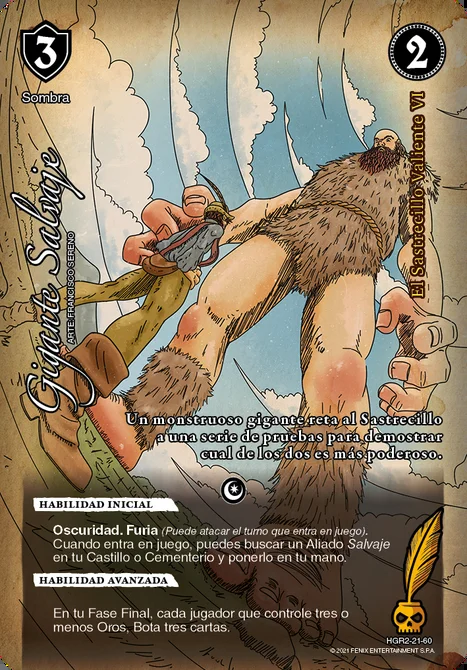 3
2
Sombra
Gigante Salvaje
ARTE: FRANCISCO SERENO
El Sastrecillo Valiente VI
Un monstruoso gigante reta al Sastrecillo
a una serie de pruebas para demostrar
cual de los dos es más poderoso.
HABILIDAD INICIAL
Oscuridad. Furia (Puede atacar el turno que entra en juego).
Cuando entra en juego, puedes buscar un Aliado Salvaje
en tu Castillo o Cementerio y ponerlo en tu mano.
HABILIDAD AVANZADA
En tu Fase Final, cada jugador que controle tres o
menos Oros, Bota tres cartas.
HGR2-21-60
© 2021 FENIX ENTERTAINMENT S.P.A.